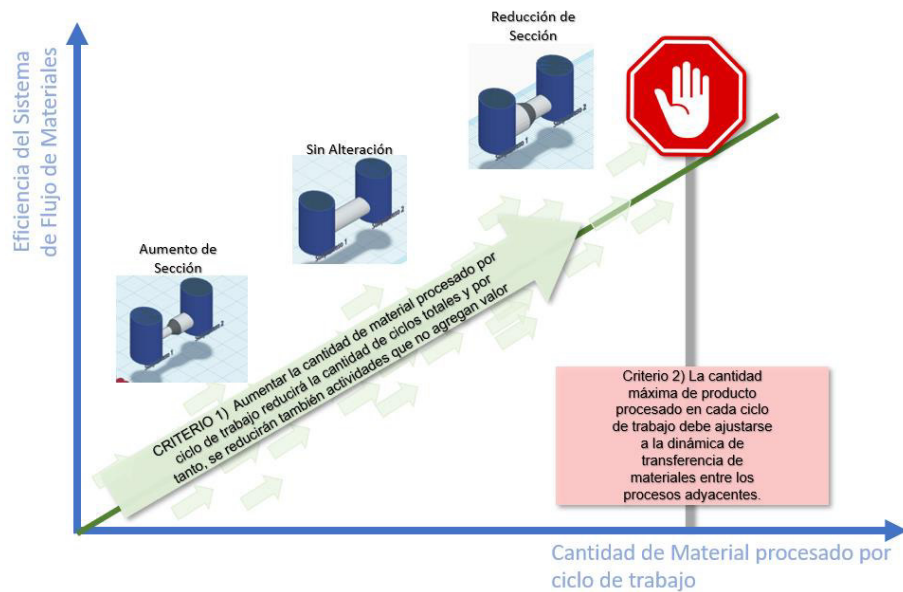 Eficiencia del Sistema
de Flujo de Materiales
Reducción de
Sección
Sin Alteración
Aumento de
Sección
CRITERIO 1) Aumentar la cantidad de material procesado por
ciclo de trabajo reducirá la cantidad de ciclos totales y por
tanto, se reducirán también actividades que no agregan valor
Criterio 2) La cantidad
máxima de producto
procesado en cada ciclo
de trabajo debe ajustarse
a la dinámica de
transferencia de
materiales entre los
procesos adyacentes.
Cantidad de Material procesado por
ciclo de trabajo